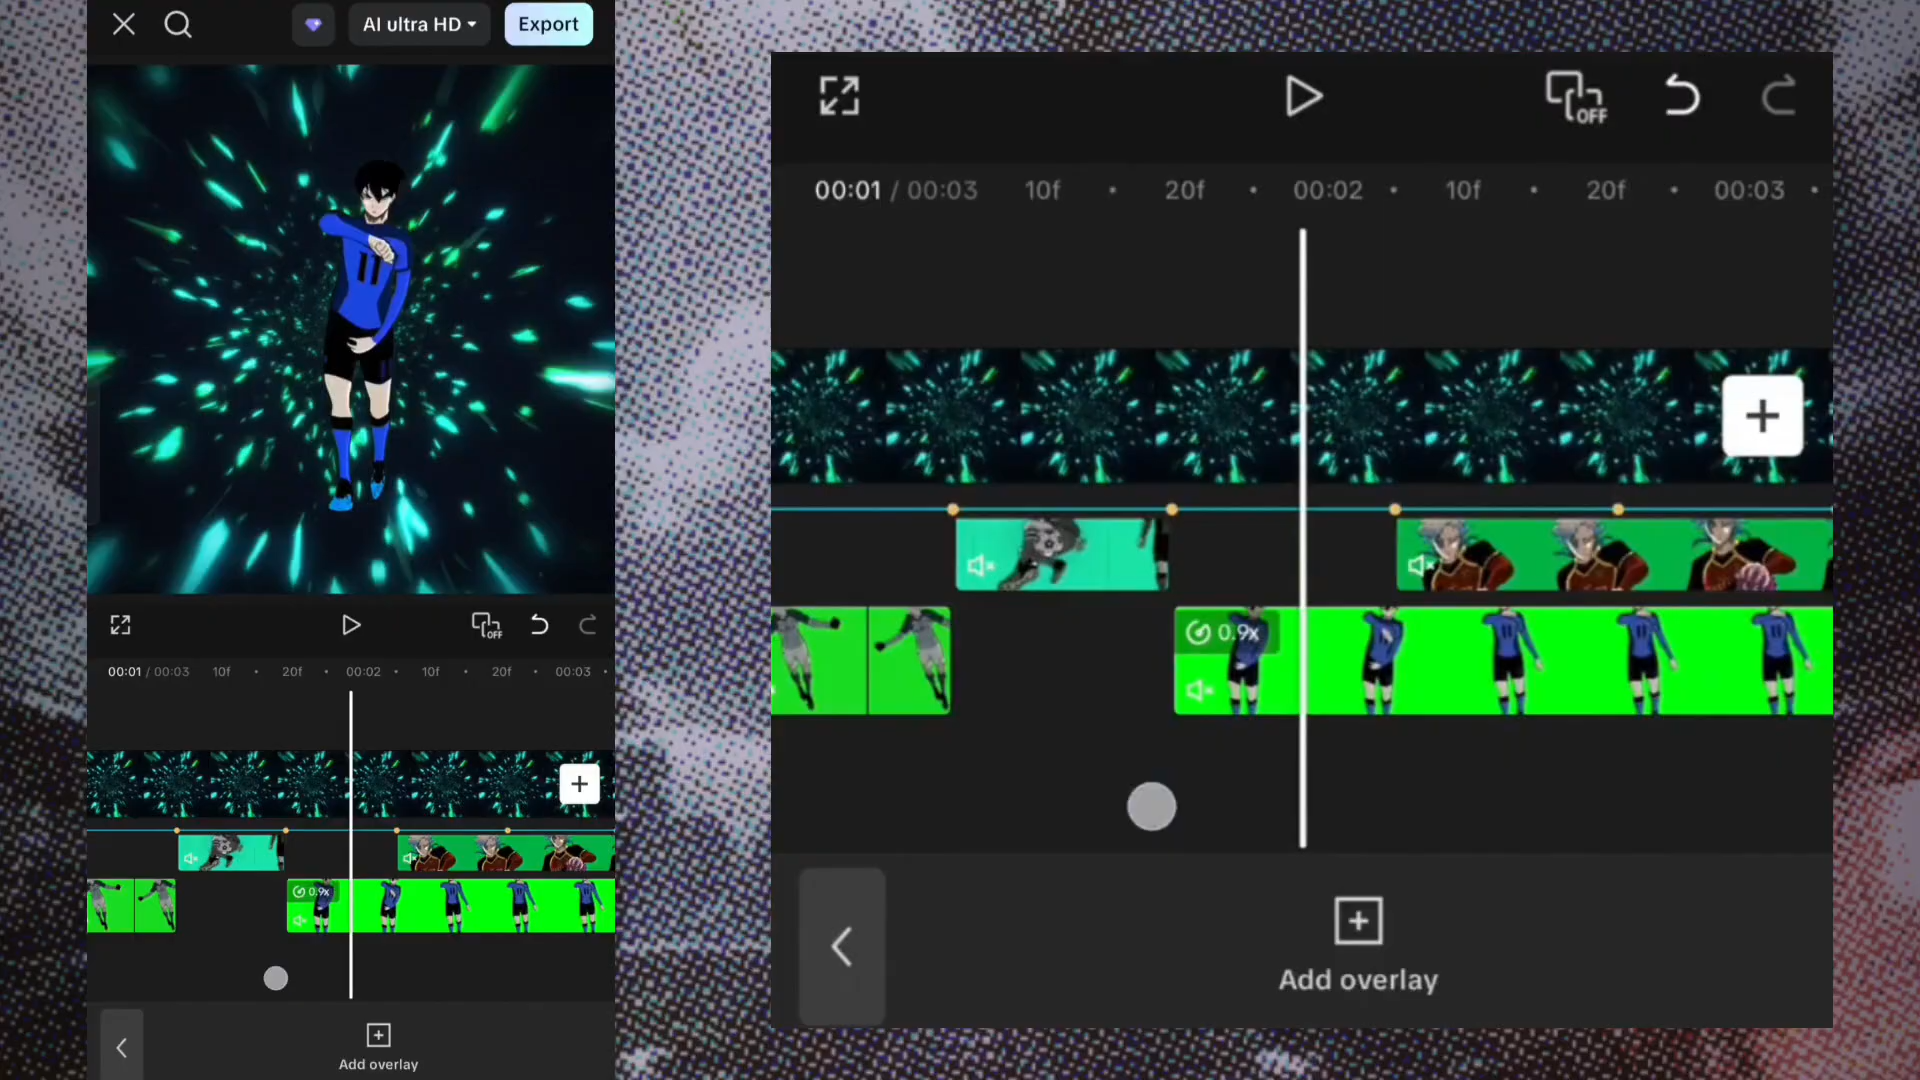 AI ultra HD
Export
11
OFF
00:01 / 00:03 10f 20f 00:02 10f 20f 00:03
0.9x
Add overlay
OFF
00:01 / 00:03 10f 20f 00:02 10f 20f 00:03
0.9x
Add overlay